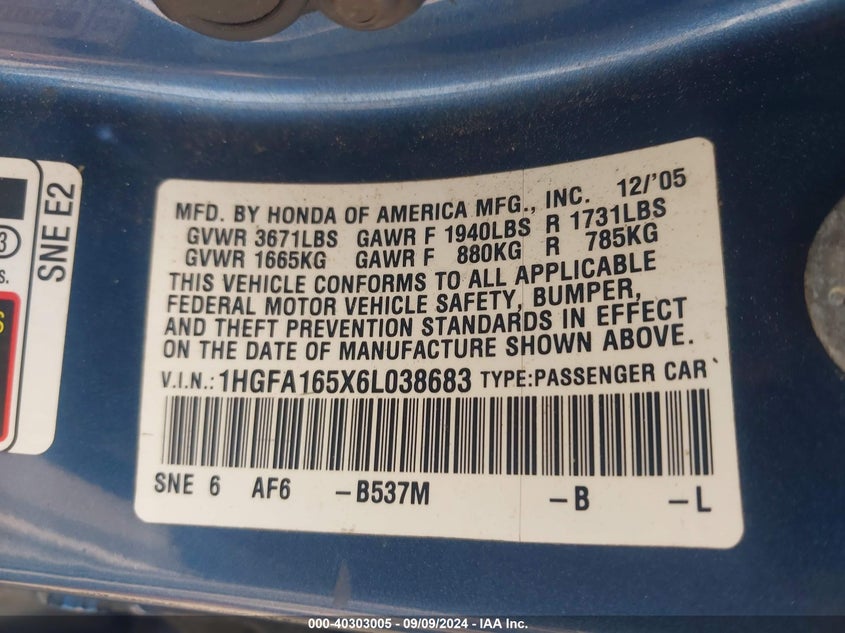 MFD. BY HONDA OF AMERICA MFG., INC. 12/'05
GVWR 3671LBS GAWR F 1940LBS R 1731LBS
GVWR 1665KG GAWR F 880KG R 785KG
THIS VEHICLE CONFORMS TO ALL APPLICABLE
FEDERAL MOTOR VEHICLE SAFETY, BUMPER,
AND THEFT PREVENTION STANDARDS IN EFFECT
ON THE DATE OF MANUFACTURE SHOWN ABOVE.
V.I.N.: 1HGFA165X6L038683 TYPE:PASSENGER CAR
SNE 6 AF6 -B537M -B -L
SNE E2
3
S.
S
000-40303005 - 09/09/2024 - IAA Inc.